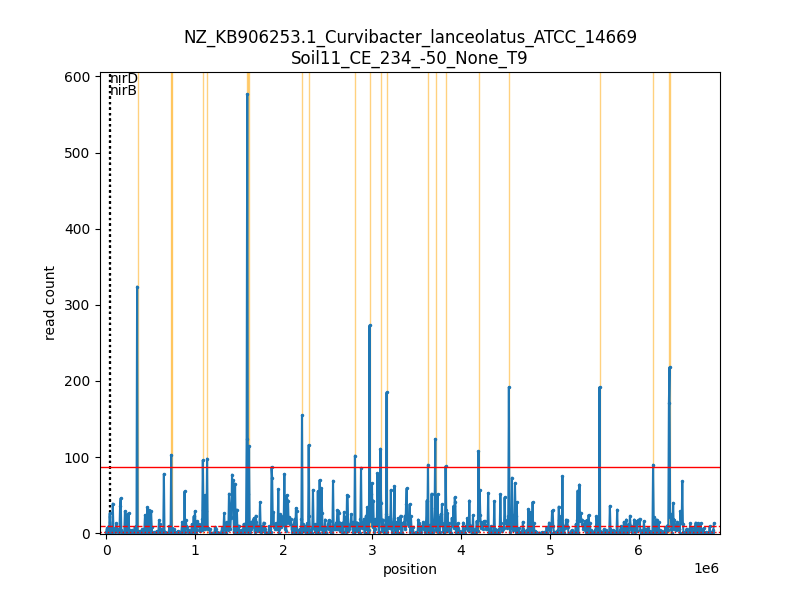 NZ_KB906253.1_Curvibacter_lanceolatus_ATCC_14669
Soil11_CE_234_-50_None_T9
nirD
nirB
600
500
400
300
200
100
0
read count
0 1 2 3 4 5 6
1e6
position